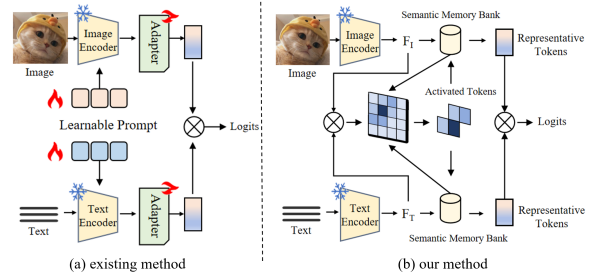 Image
Image
Encoder
Adapter
Learnable Prompt
Logits
Text
Text
Encoder
Adapter
(a) existing method
Image
Image
Encoder
F_I
Semantic Memory Bank
Representative
Tokens
Activated Tokens
Logits
Text
Text
Encoder
F_T
Semantic Memory Bank
Representative
Tokens
(b) our method